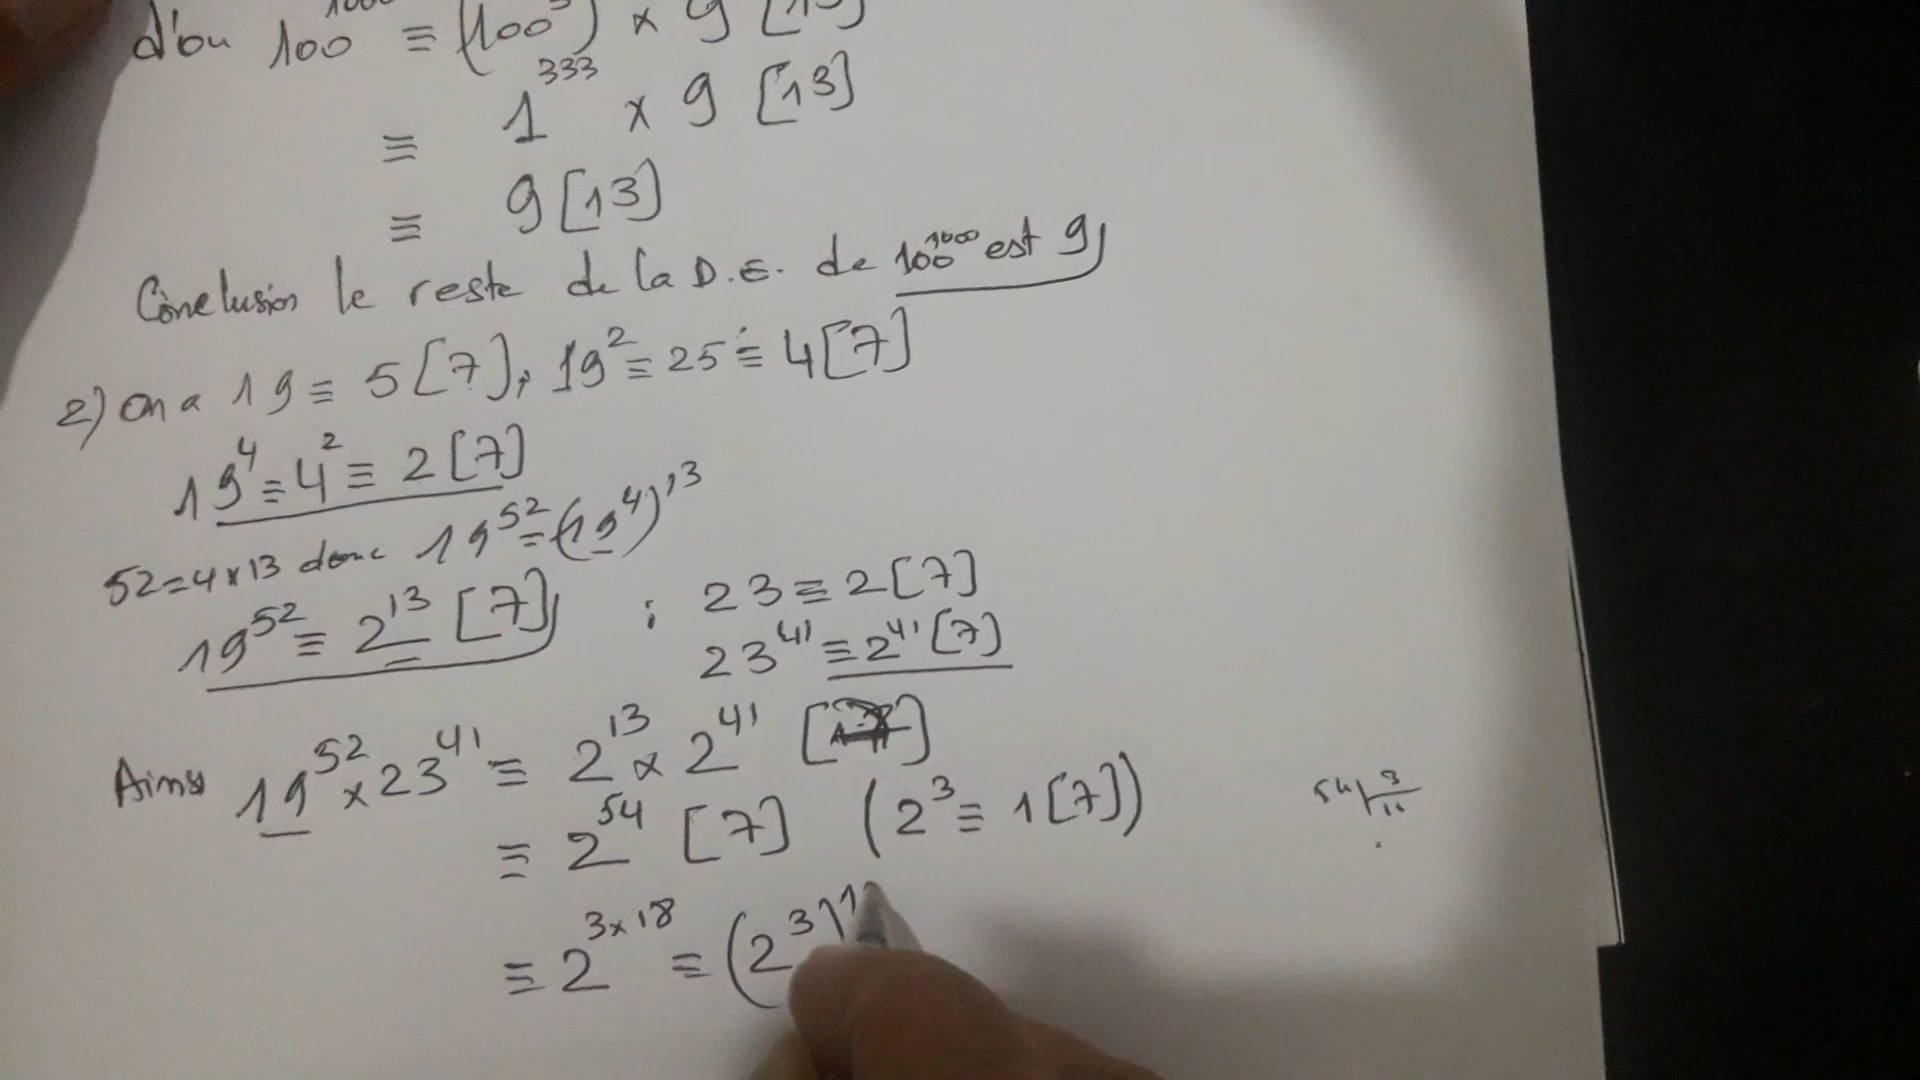 d'ou 100^1000 ≡ (100^3) × 9 [13]
≡ 1^333 × 9 [13]
≡ 9 [13]
Conclusion le reste de la D.E. de 100^1000 est 9
2) On a 19 ≡ 5 [7], 19^2 ≡ 25 ≡ 4 [7]
19^4 ≡ 4^2 ≡ 2 [7]
52 = 4 × 13 donc 19^52 = (19^4)^13
19^52 ≡ 2^13 [7] ; 23 ≡ 2 [7]
23^41 ≡ 2^41 [7]
Ainsi 19^52 × 23^41 ≡ 2^13 × 2^41 [7]
≡ 2^54 [7] (2^3 ≡ 1 [7])
54 3
≡ 2^3×18 ≡ (2^3)^1